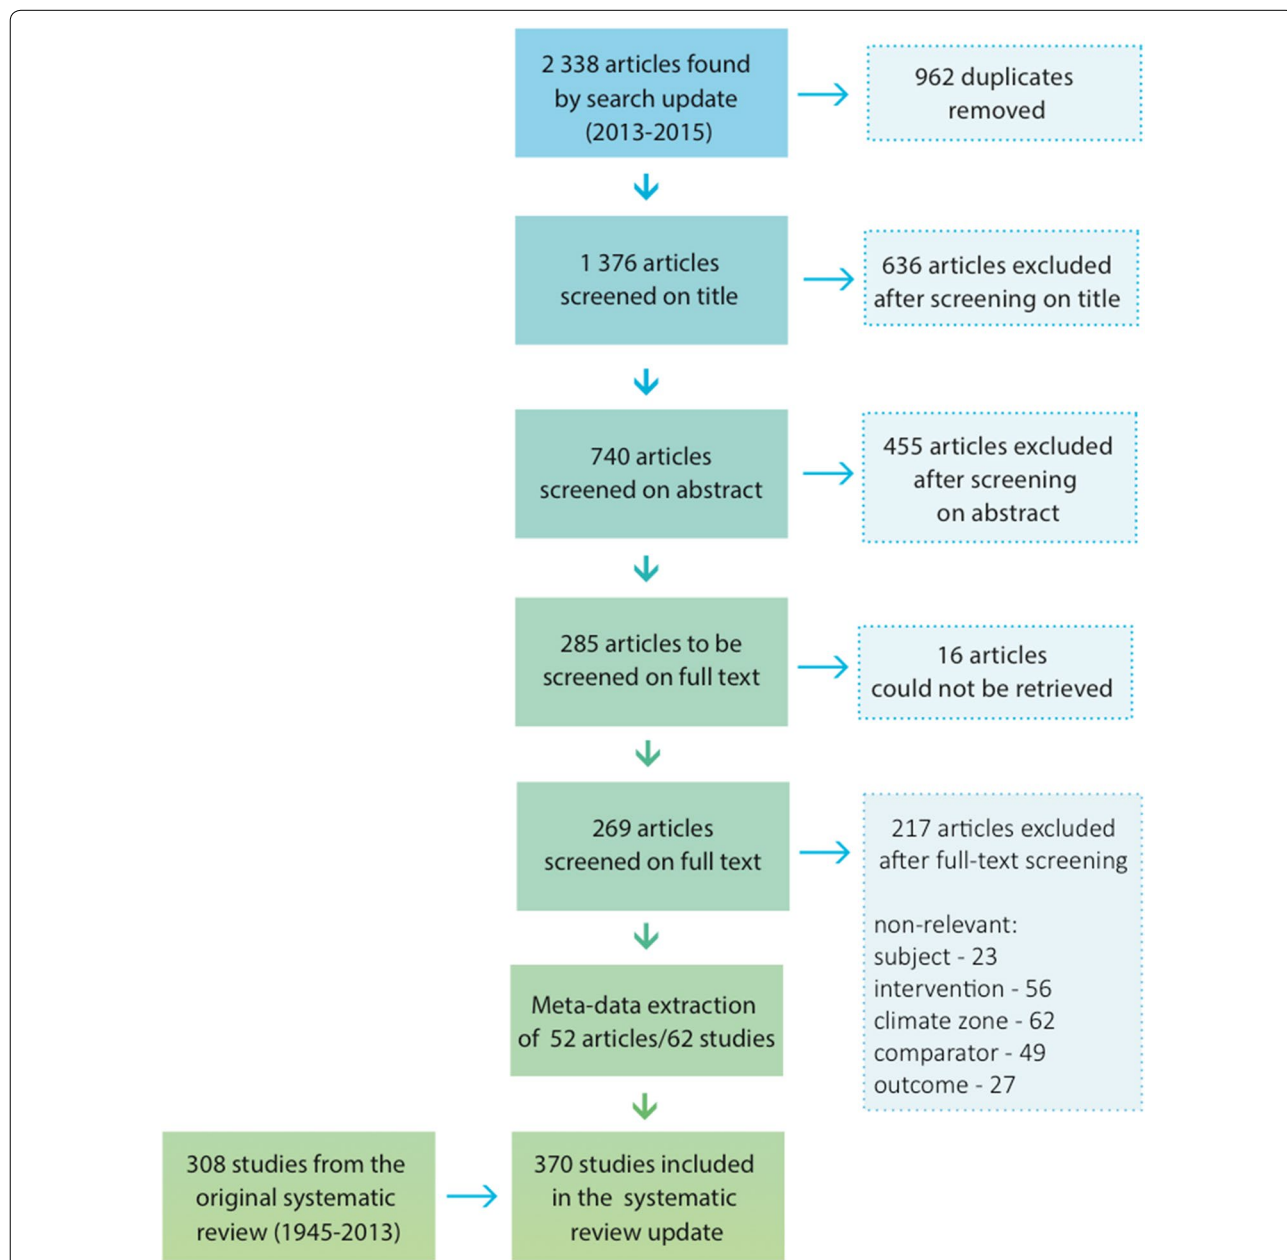 2 338 articles found
by search update
(2013-2015)
962 duplicates
removed
1 376 articles
screened on title
636 articles excluded
after screening on title
740 articles
screened on abstract
455 articles excluded
after screening
on abstract
285 articles to be
screened on full text
16 articles
could not be retrieved
269 articles
screened on full text
217 articles excluded
after full-text screening
non-relevant:
subject - 23
intervention - 56
climate zone - 62
comparator - 49
outcome - 27
Meta-data extraction
of 52 articles/62 studies
308 studies from the
original systematic
review (1945-2013)
370 studies included
in the systematic
review update